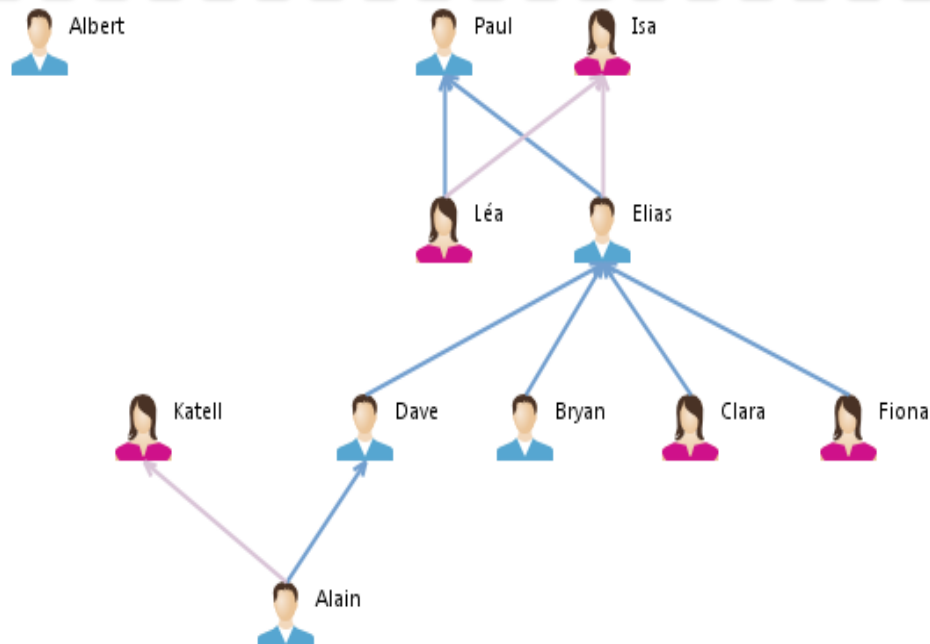 Albert
Paul
Isa
Léa
Elias
Katell
Dave
Bryan
Clara
Fiona
Alain